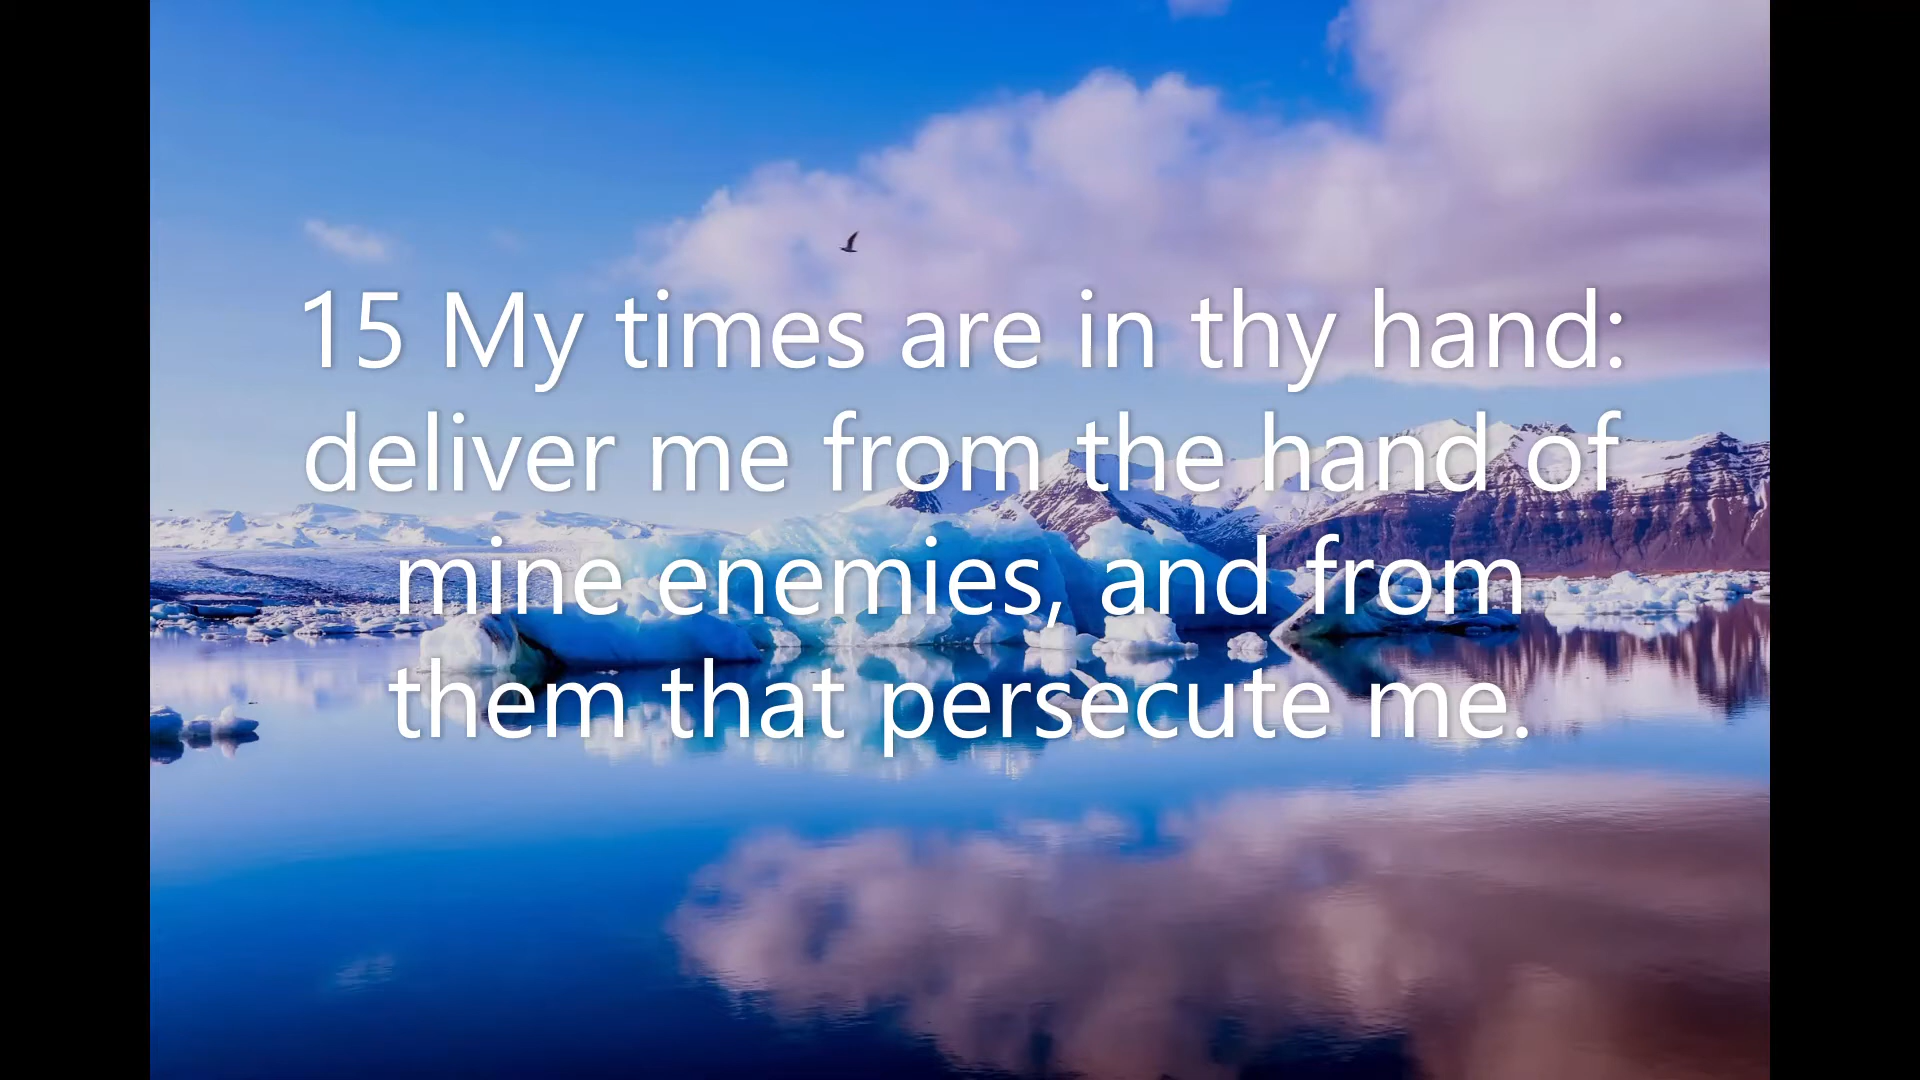 15 My times are in thy hand:
deliver me from the hand of
mine enemies, and from
them that persecute me.